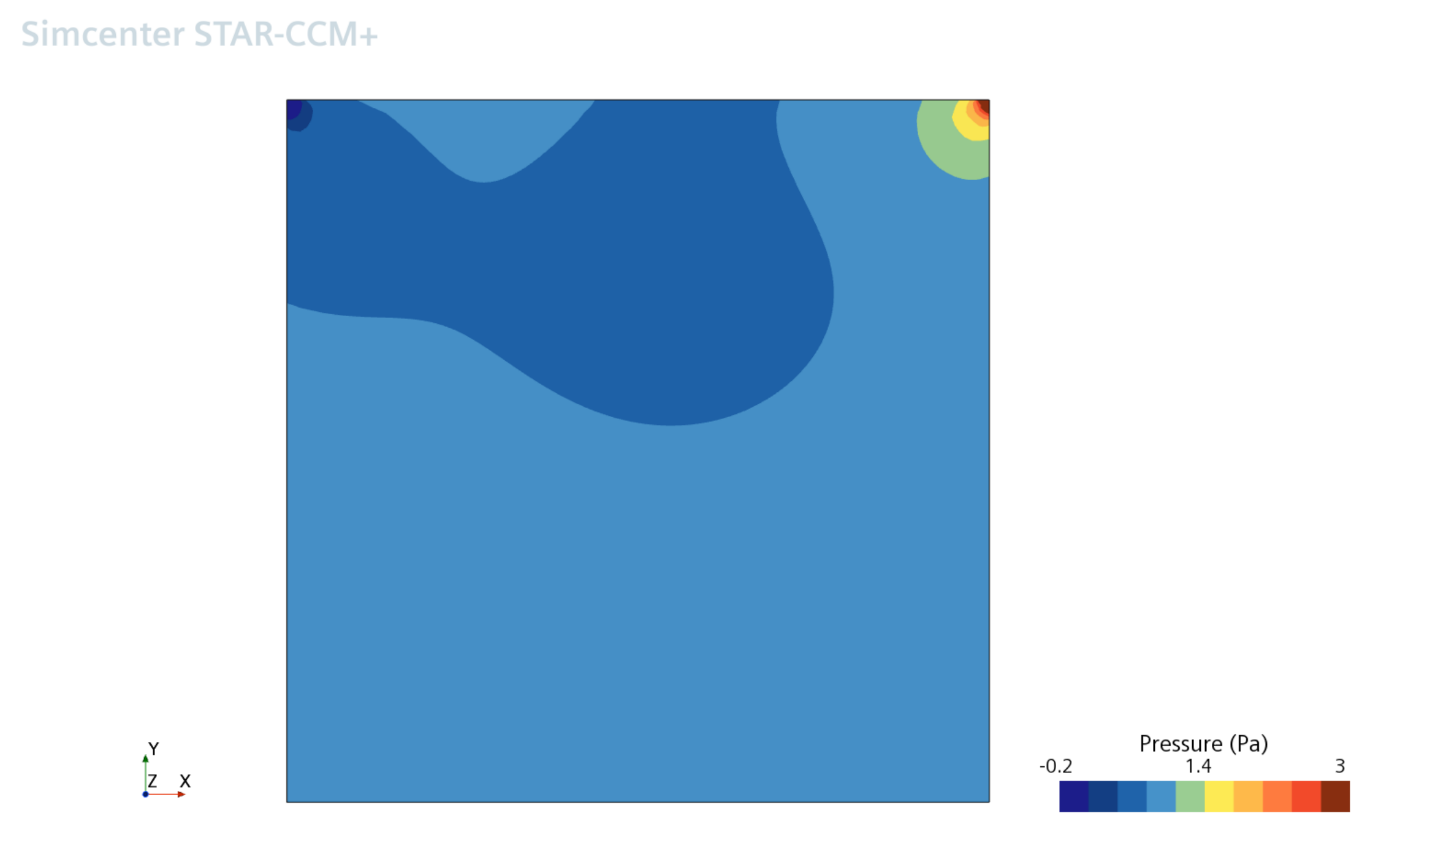 Simcenter STAR-CCM+
Y
Z X
Pressure (Pa)
-0.2 1.4 3